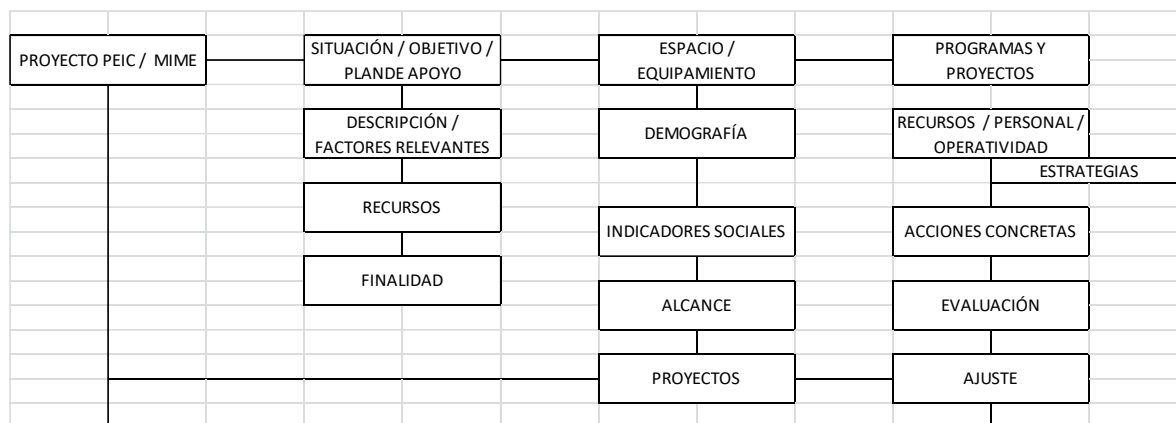 PROYECTO PEIC / MIME
SITUACIÓN / OBJETIVO /
PLANDE APOYO
ESPACIO /
EQUIPAMIENTO
PROGRAMAS Y
PROYECTOS
DESCRIPCIÓN /
FACTORES RELEVANTES
DEMOGRAFÍA
RECURSOS / PERSONAL /
OPERATIVIDAD
ESTRATEGIAS
RECURSOS
INDICADORES SOCIALES
ACCIONES CONCRETAS
FINALIDAD
ALCANCE
EVALUACIÓN
PROYECTOS
AJUSTE